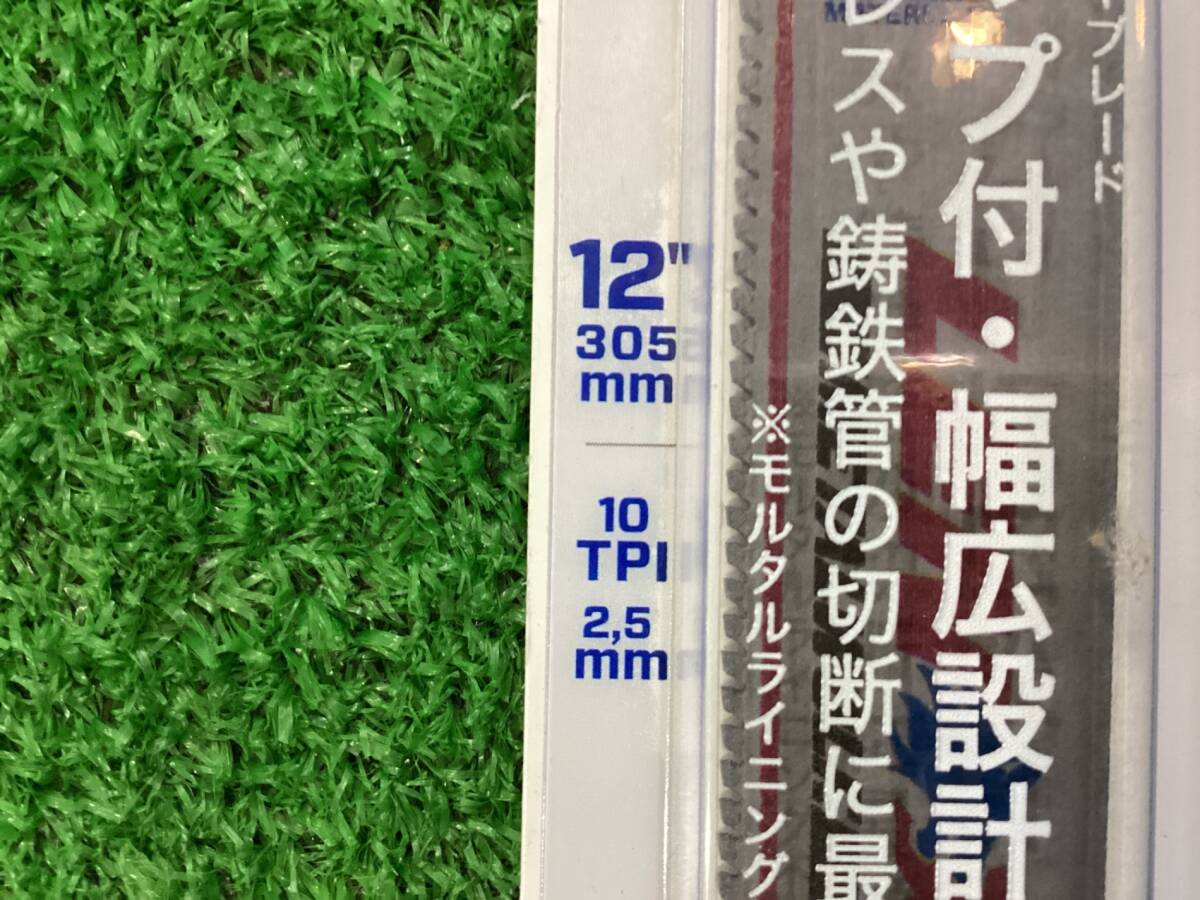 12"
305
mm
10
TPI
2,5
mm
ブレード
プ付・幅広設計
レスや鋳鉄管の切断に最
※モルタルライニング